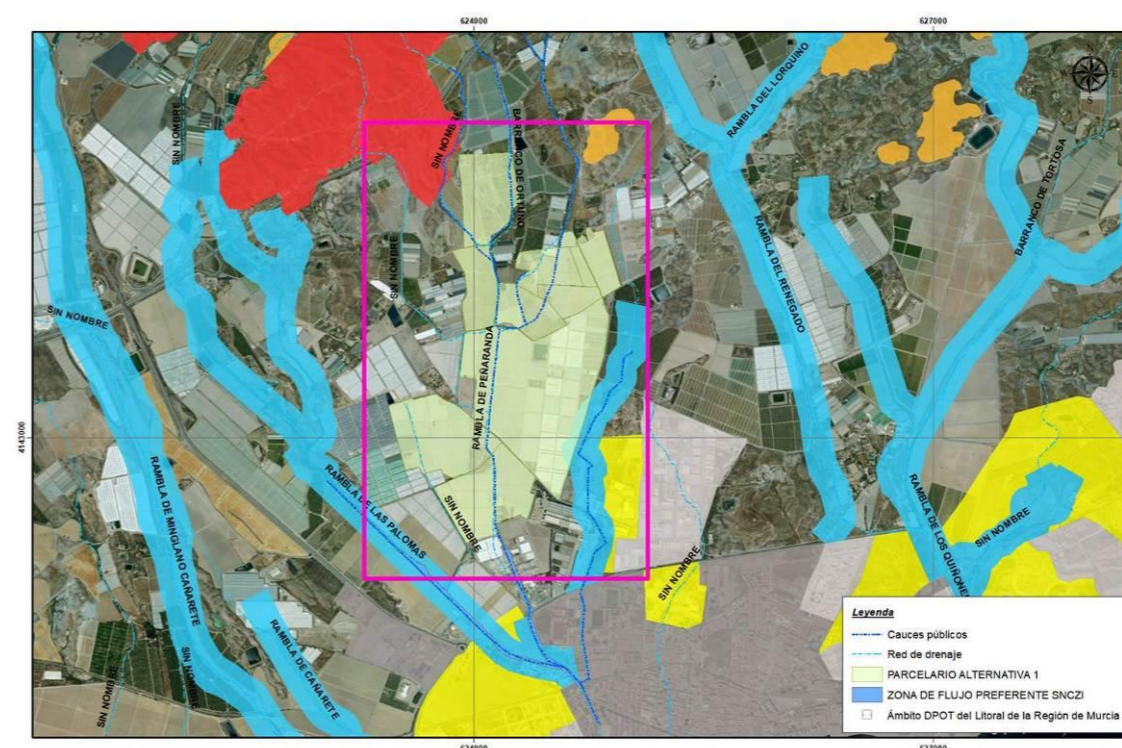 624000
627000
N
E
S
4143000
SIN NOMBRE
SIN NOMBRE
BARRANCO DE ORTUÑO
RAMBLA DEL LORQUINO
BARRANCO DE TORTOSA
SIN NOMBRE
RAMBLA DEL RENEGADO
SIN NOMBRE
RAMBLA DE PEÑARANDA
RAMBLA DE LAS PALOMAS
RAMBLA DE MINGLANO CAÑARETE
SIN NOMBRE
SIN NOMBRE
SIN NOMBRE
RAMBLA DE LOS QUIÑONE
RAMBLA DE CAÑARETE
SIN NOMBRE
SIN NOMBRE
Leyenda
Cauces públicos
Red de drenaje
PARCELARIO ALTERNATIVA 1
ZONA DE FLUJO PREFERENTE SNCZI
Ámbito DPOT del Litoral de la Región de Murcia
624000
627000